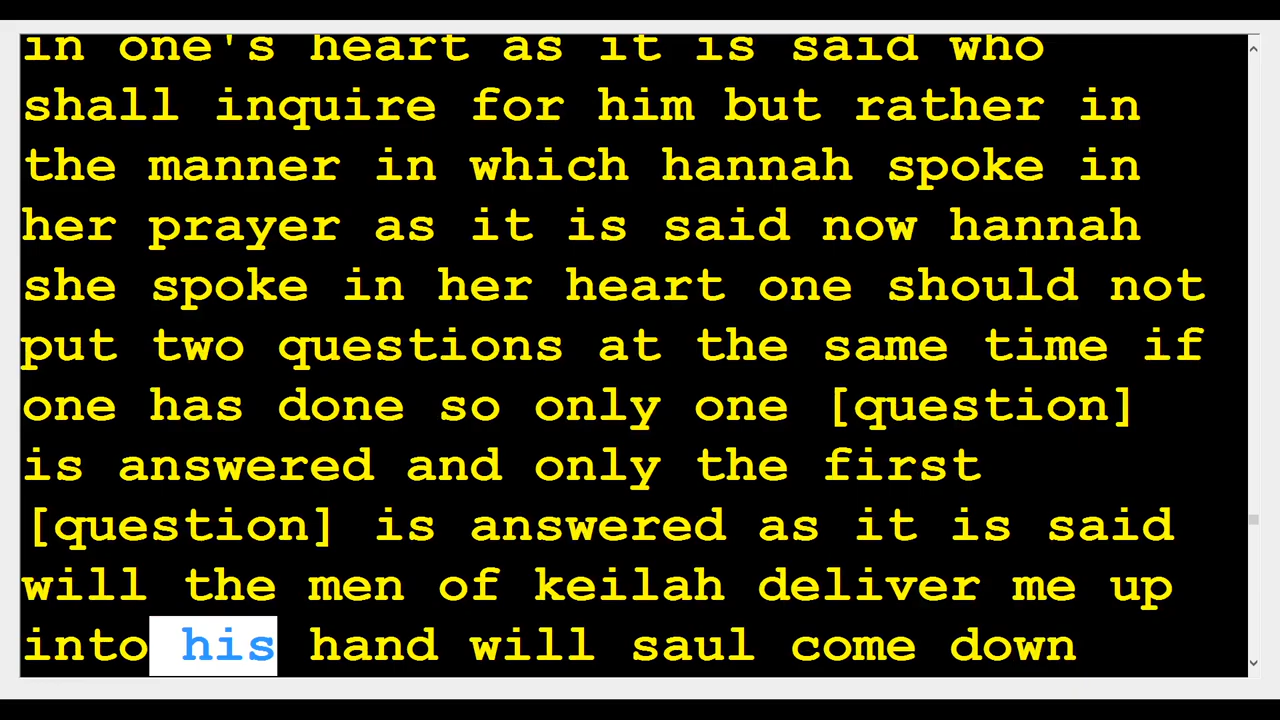 in one's heart as it is said who
shall inquire for him but rather in
the manner in which hannah spoke in
her prayer as it is said now hannah
she spoke in her heart one should not
put two questions at the same time if
one has done so only one [question]
is answered and only the first
[question] is answered as it is said
will the men of keilah deliver me up
into his hand will saul come down